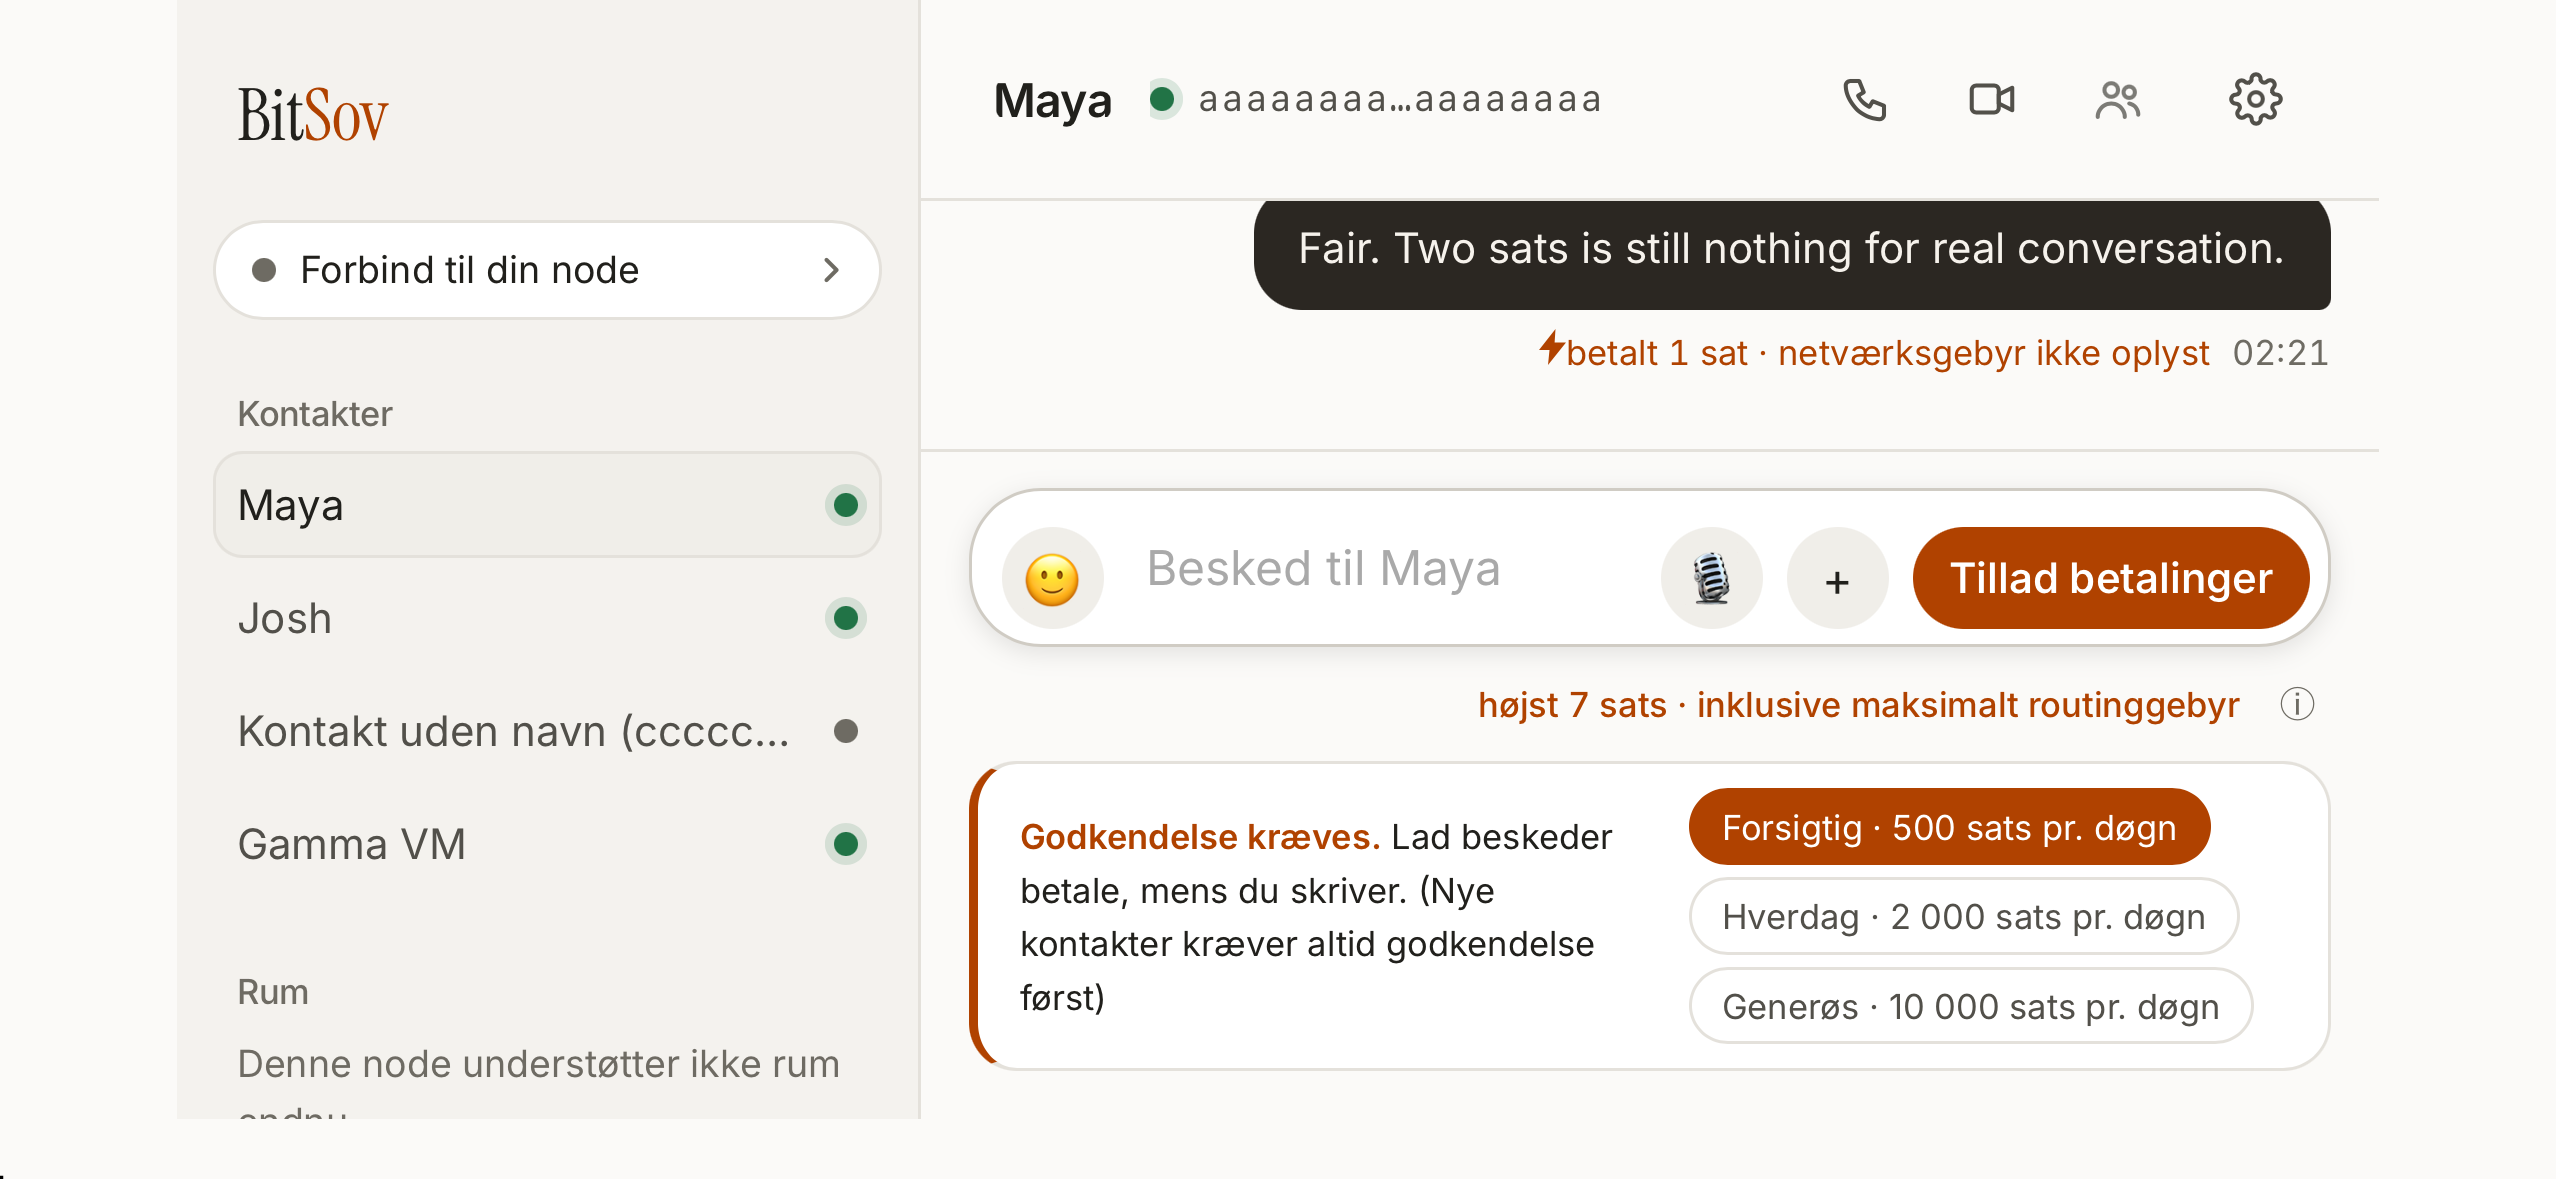 BitSov
Forbind til din node
Kontakter
Maya
Josh
Kontakt uden navn (ccccc...
Gamma VM
Rum
Denne node understøtter ikke rum
Maya aaaaaaaa…aaaaaaaa
Fair. Two sats is still nothing for real conversation.
betalt 1 sat · netværksgebyr ikke oplyst 02:21
Besked til Maya
+
Tillad betalinger
højst 7 sats · inklusive maksimalt routinggebyr ⓘ
Godkendelse kræves. Lad beskeder
betale, mens du skriver. (Nye
kontakter kræver altid godkendelse
først)
Forsigtig · 500 sats pr. døgn
Hverdag · 2 000 sats pr. døgn
Generøs · 10 000 sats pr. døgn